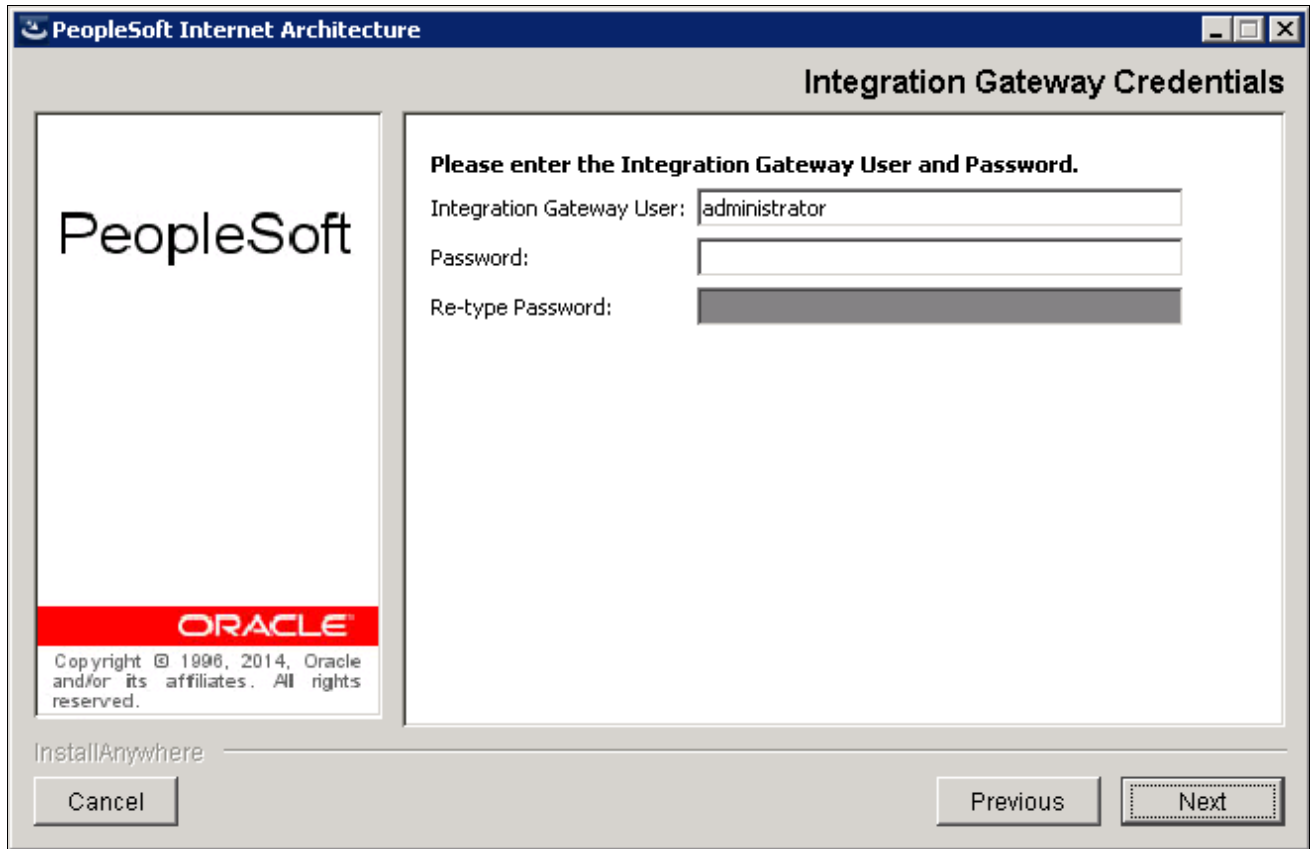 PeopleSoft Internet Architecture
Integration Gateway Credentials
PeopleSoft
ORACLE
Copyright © 1996, 2014, Oracle
and/or its affiliates. All rights
reserved.
Please enter the Integration Gateway User and Password.
Integration Gateway User: administrator
Password:
Re-type Password:
InstallAnywhere
Cancel Previous Next